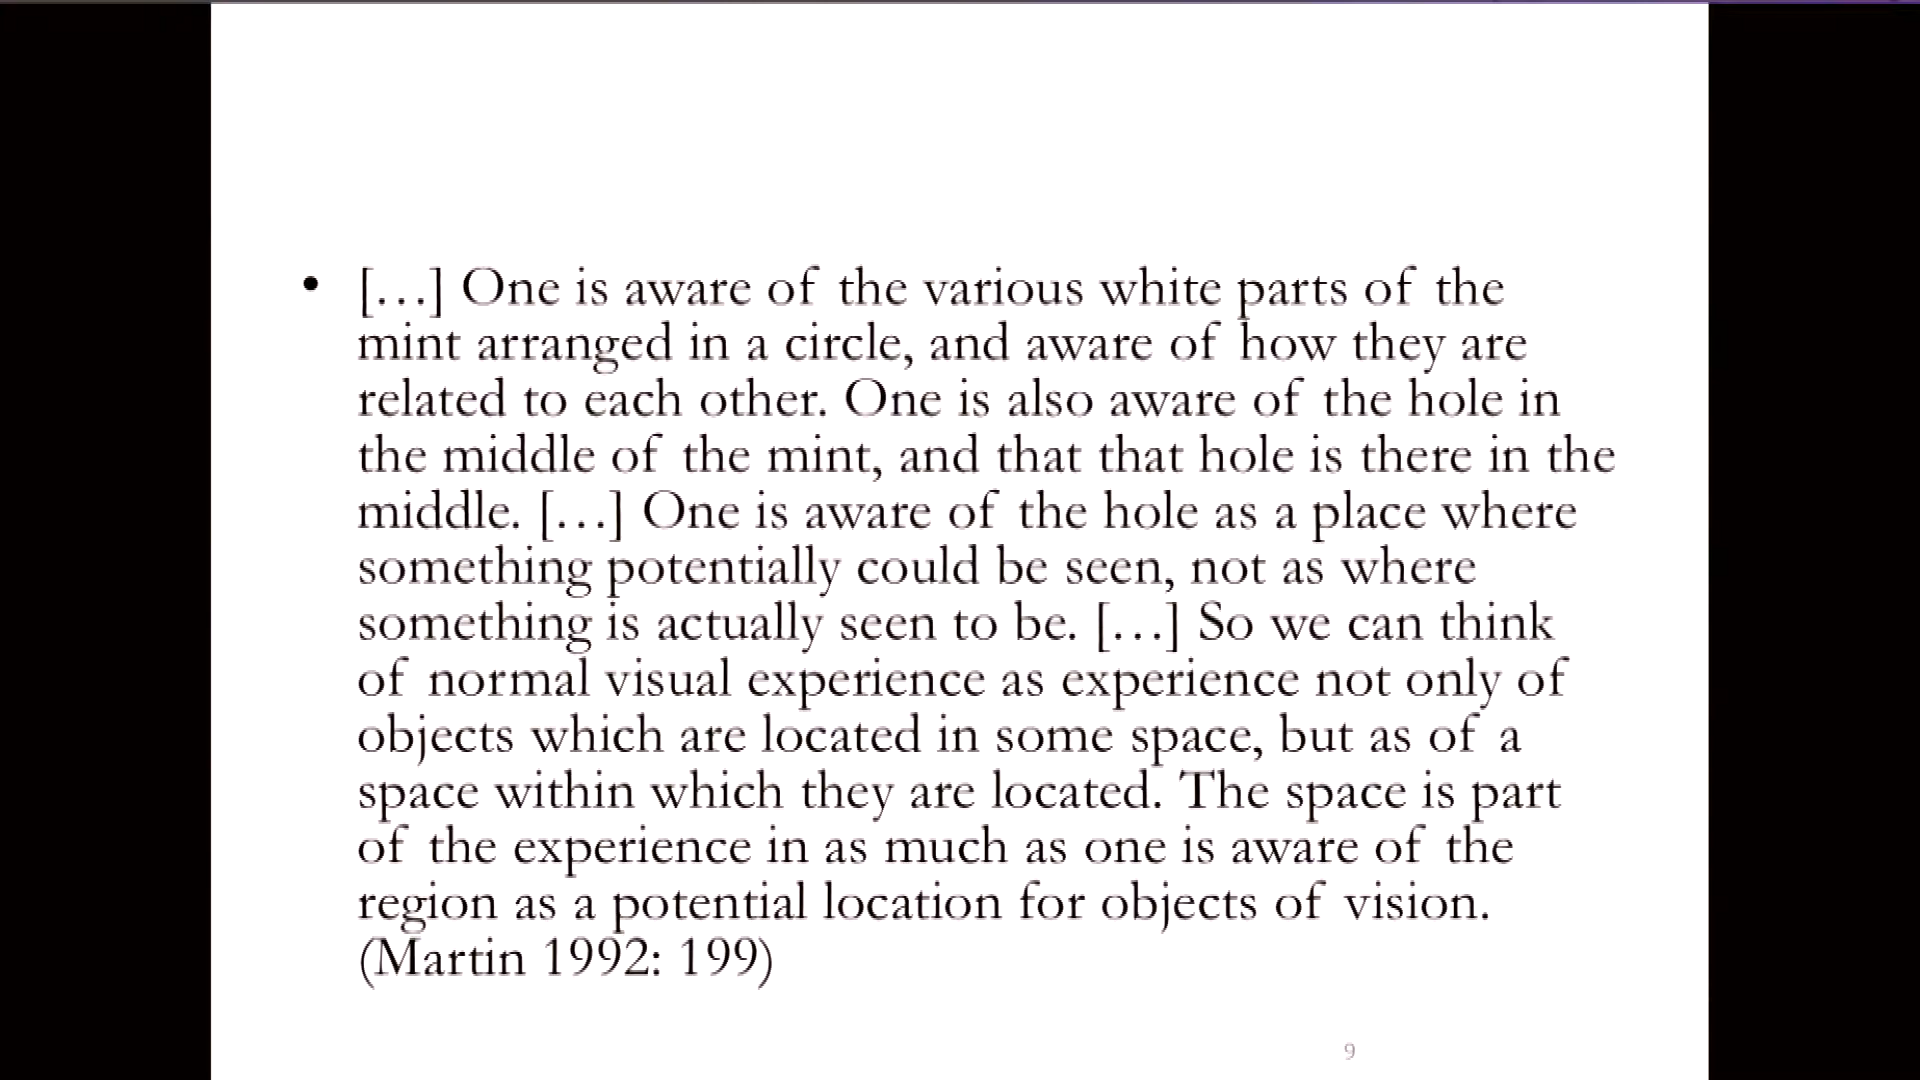 • […] One is aware of the various white parts of the
mint arranged in a circle, and aware of how they are
related to each other. One is also aware of the hole in
the middle of the mint, and that that hole is there in the
middle. […] One is aware of the hole as a place where
something potentially could be seen, not as where
something is actually seen to be. […] So we can think
of normal visual experience as experience not only of
objects which are located in some space, but as of a
space within which they are located. The space is part
of the experience in as much as one is aware of the
region as a potential location for objects of vision.
(Martin 1992: 199)
9